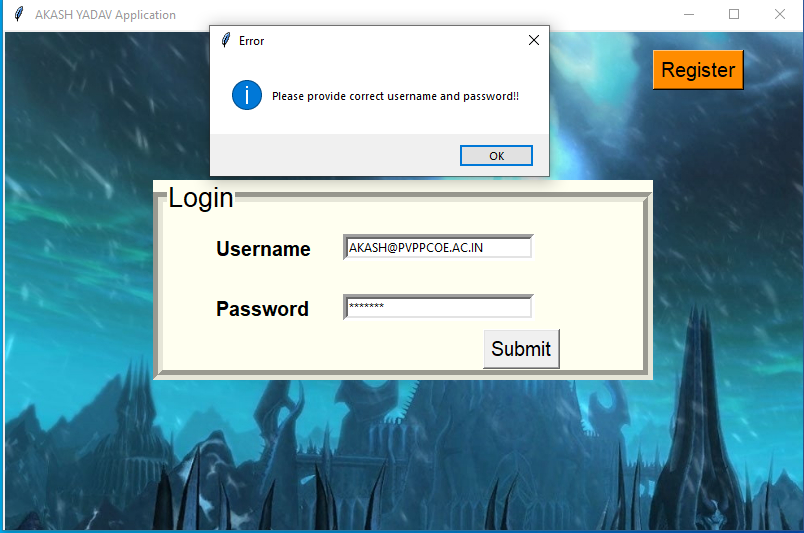 AKASH YADAV Application
Error
Please provide correct username and password!!
OK
Register
Login
Username
AKASH@PVPPCOE.AC.IN
Password
*******
Submit